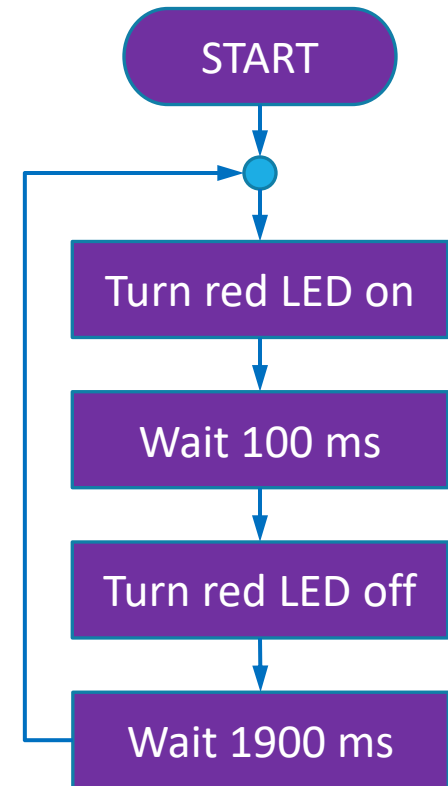 START
Turn red LED on
Wait 100 ms
Turn red LED off
Wait 1900 ms